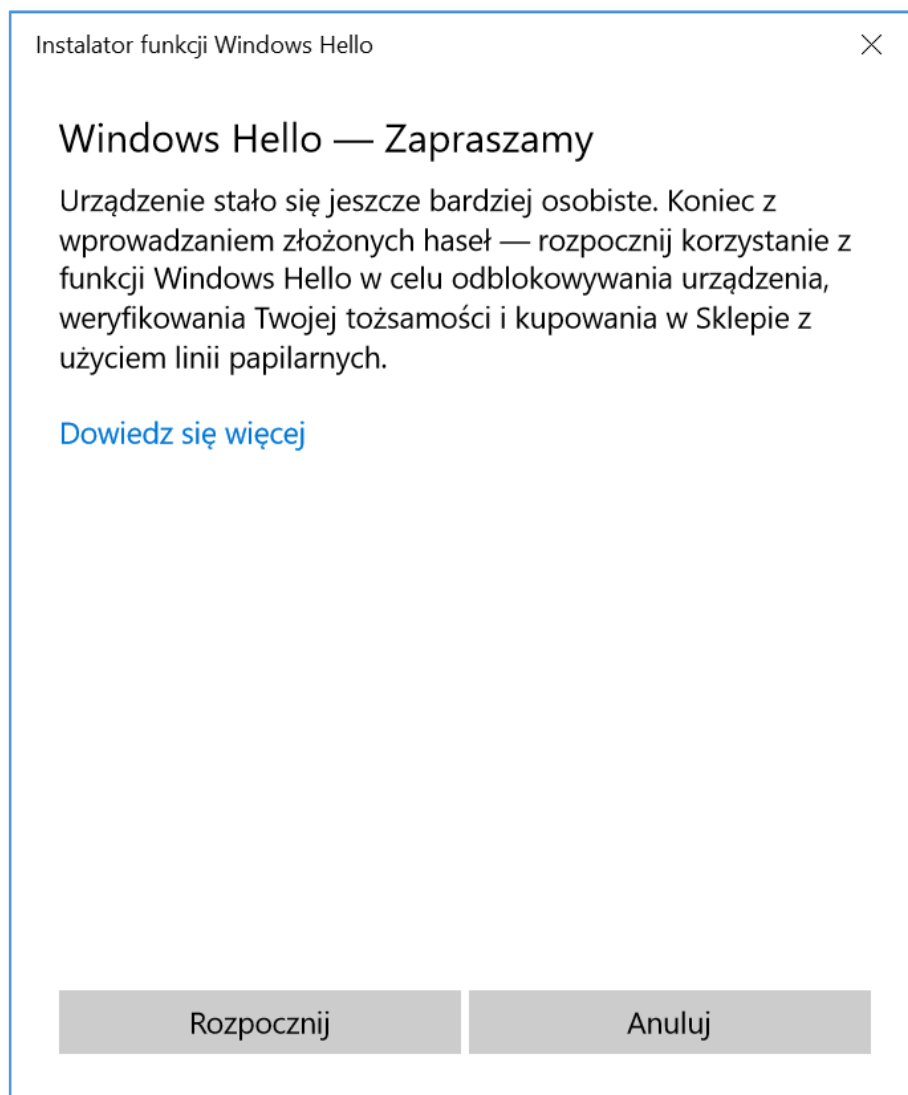 Instalator funkcji Windows Hello
Windows Hello — Zapraszamy
Urządzenie stało się jeszcze bardziej osobiste. Koniec z
wprowadzaniem złożonych haseł — rozpocznij korzystanie z
funkcji Windows Hello w celu odblokowywania urządzenia,
weryfikowania Twojej tożsamości i kupowania w Sklepie z
użyciem linii papilarnych.
Dowiedz się więcej
Rozpocznij
Anuluj